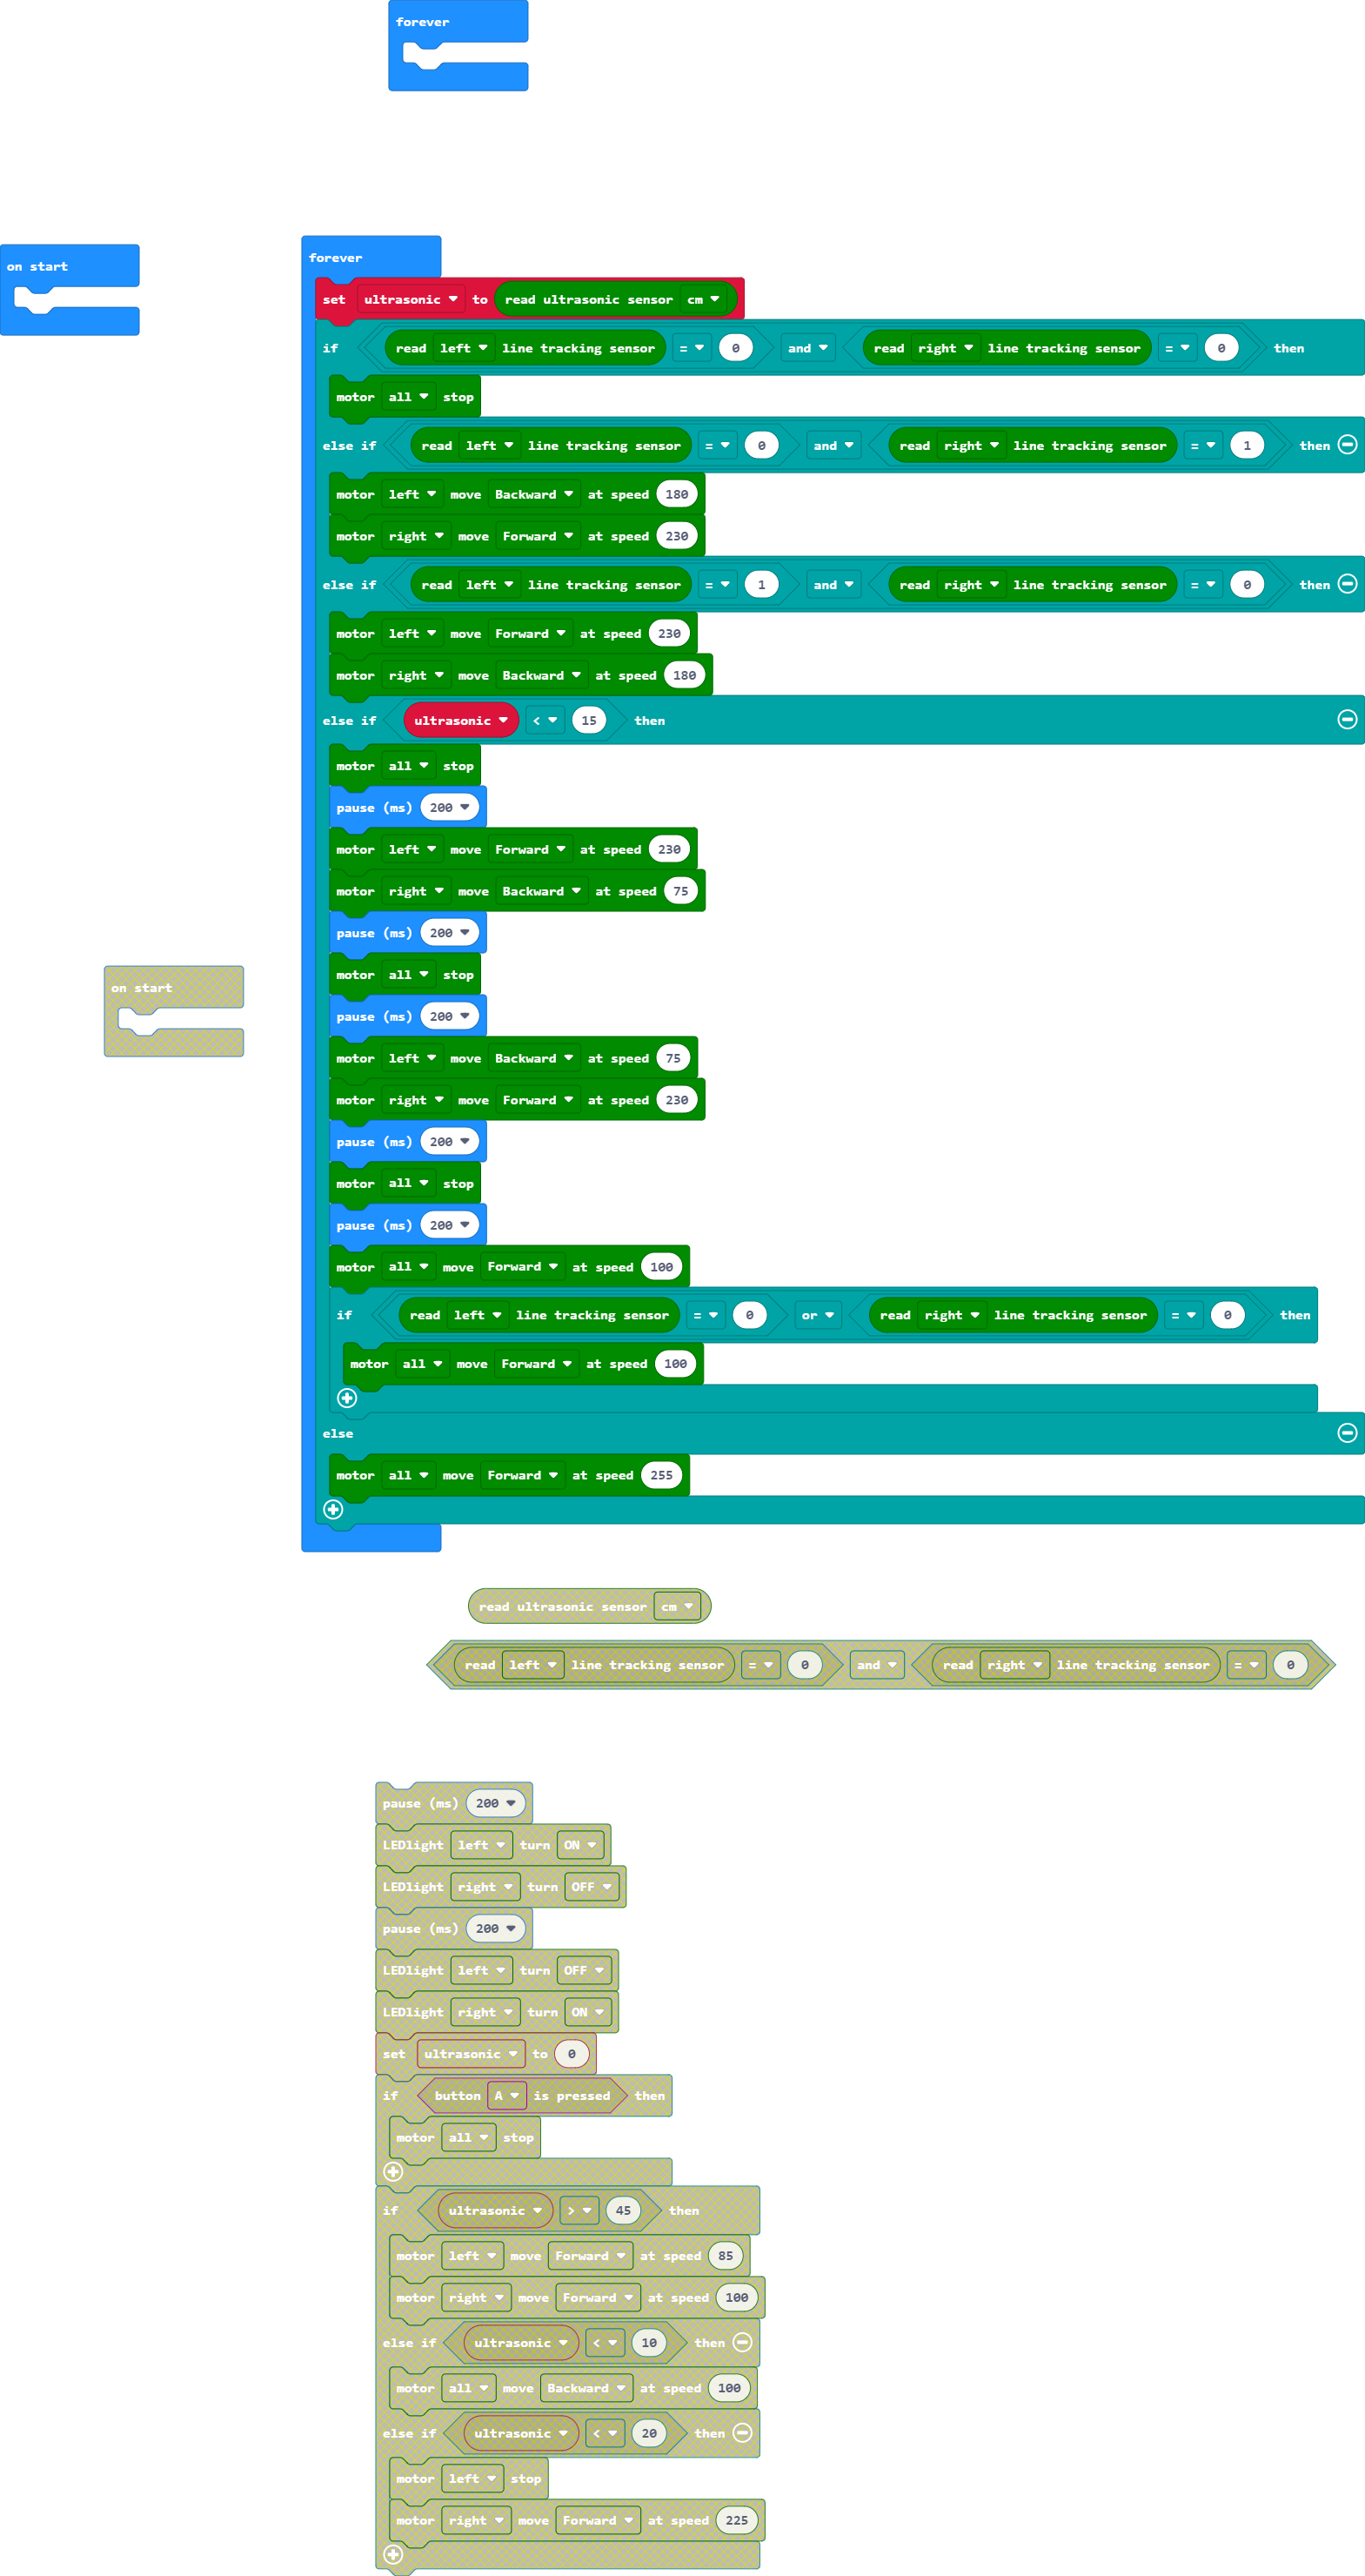 forever
on start
forever
set ultrasonic to read ultrasonic sensor cm
if read left line tracking sensor = 0 and read right line tracking sensor = 0 then
motor all stop
else if read left line tracking sensor = 0 and read right line tracking sensor = 1 then
motor left move Backward at speed 180
motor right move Forward at speed 230
else if read left line tracking sensor = 1 and read right line tracking sensor = 0 then
motor left move Forward at speed 230
motor right move Backward at speed 180
else if ultrasonic < 15 then
motor all stop
pause (ms) 200
motor left move Forward at speed 230
motor right move Backward at speed 75
pause (ms) 200
motor all stop
on start
pause (ms) 200
motor left move Backward at speed 75
motor right move Forward at speed 230
pause (ms) 200
motor all stop
pause (ms) 200
motor all move Forward at speed 100
if read left line tracking sensor = 0 or read right line tracking sensor = 0 then
motor all move Forward at speed 100
else
motor all move Forward at speed 255
read ultrasonic sensor cm
read left line tracking sensor = 0 and read right line tracking sensor = 0
pause (ms) 200
LEDlight left turn ON
LEDlight right turn OFF
pause (ms) 200
LEDlight left turn OFF
LEDlight right turn ON
set ultrasonic to 0
if button A is pressed then
motor all stop
if ultrasonic > 45 then
motor left move Forward at speed 85
motor right move Forward at speed 100
else if ultrasonic < 10 then
motor all move Backward at speed 100
else if ultrasonic < 20 then
motor left stop
motor right move Forward at speed 225